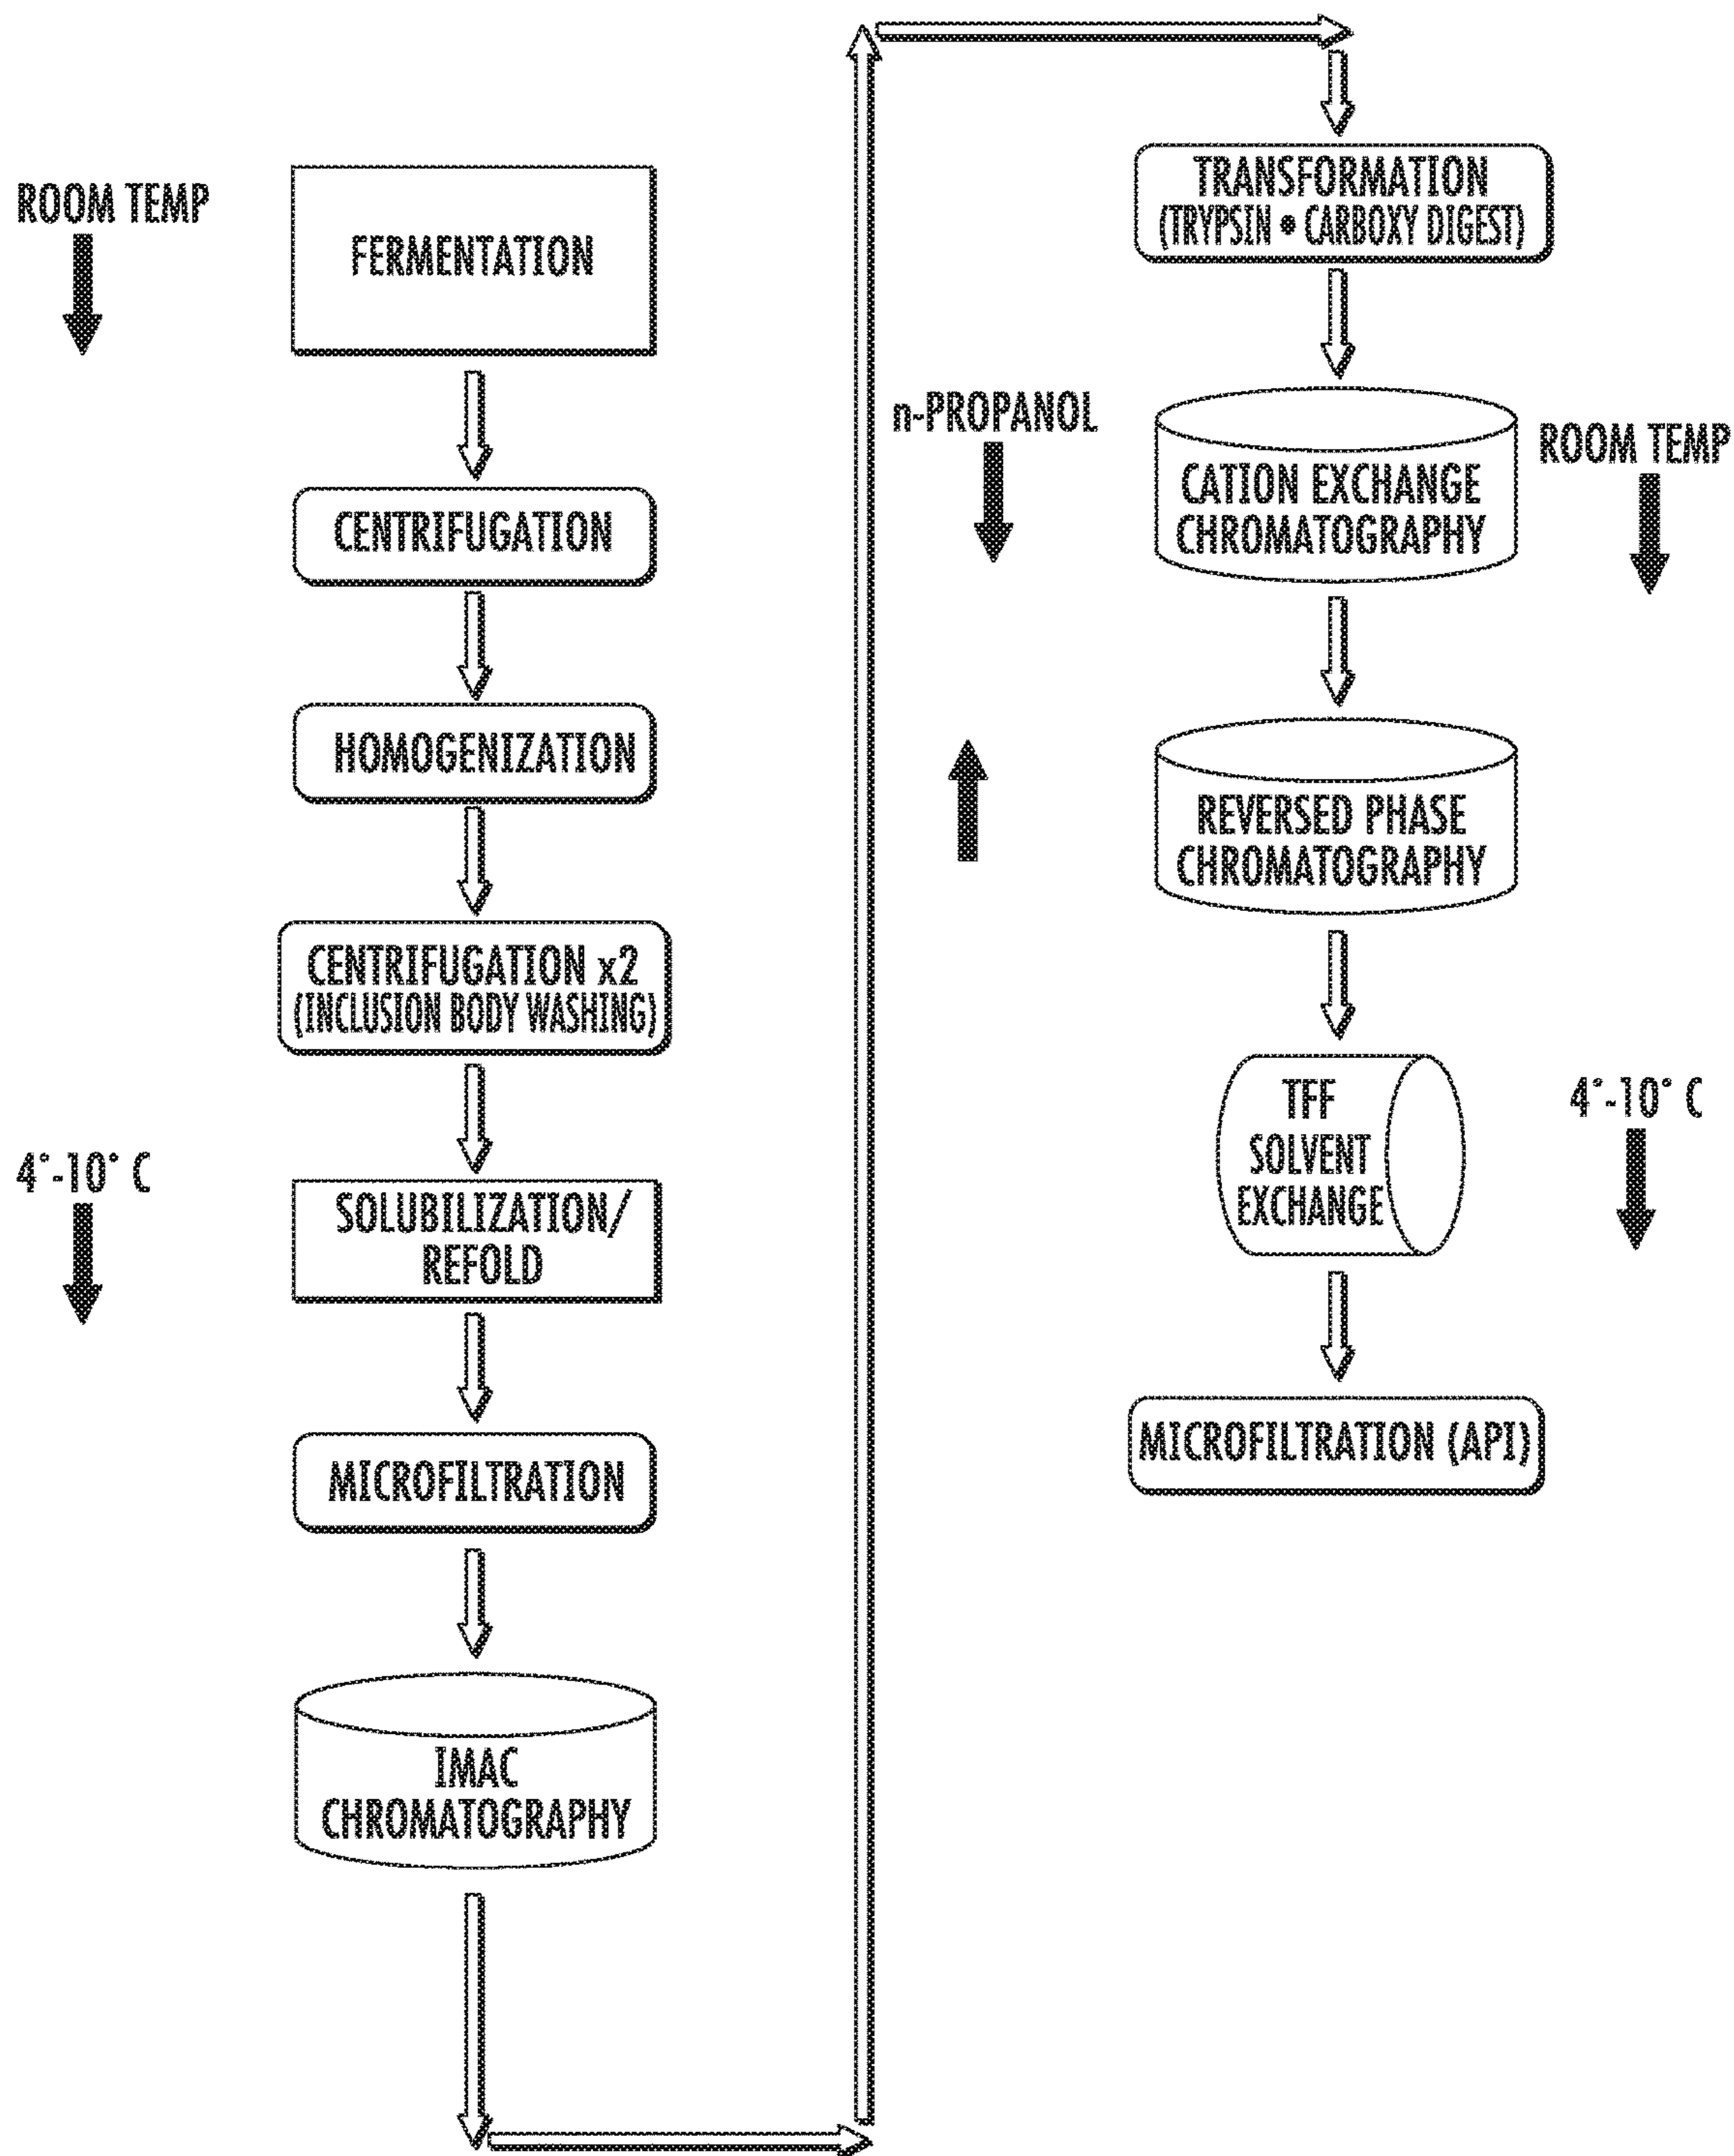 ROOM TEMP
FERMENTATION
CENTRIFUGATION
HOMOGENIZATION
CENTRIFUGATION x2
(INCLUSION BODY WASHING)
4°-10° C
SOLUBILIZATION/
REFOLD
MICROFILTRATION
IMAC
CHROMATOGRAPHY
TRANSFORMATION
(TRYPSIN • CARBOXY DIGEST)
n-PROPANOL
CATION EXCHANGE
CHROMATOGRAPHY
ROOM TEMP
REVERSED PHASE
CHROMATOGRAPHY
TFF
SOLVENT
EXCHANGE
4°-10° C
MICROFILTRATION (API)